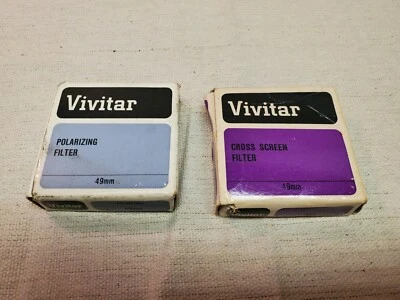 Vivitar
POLARIZING
FILTER
49mm
Vivitar
CROSS SCREEN
FILTER
49mm